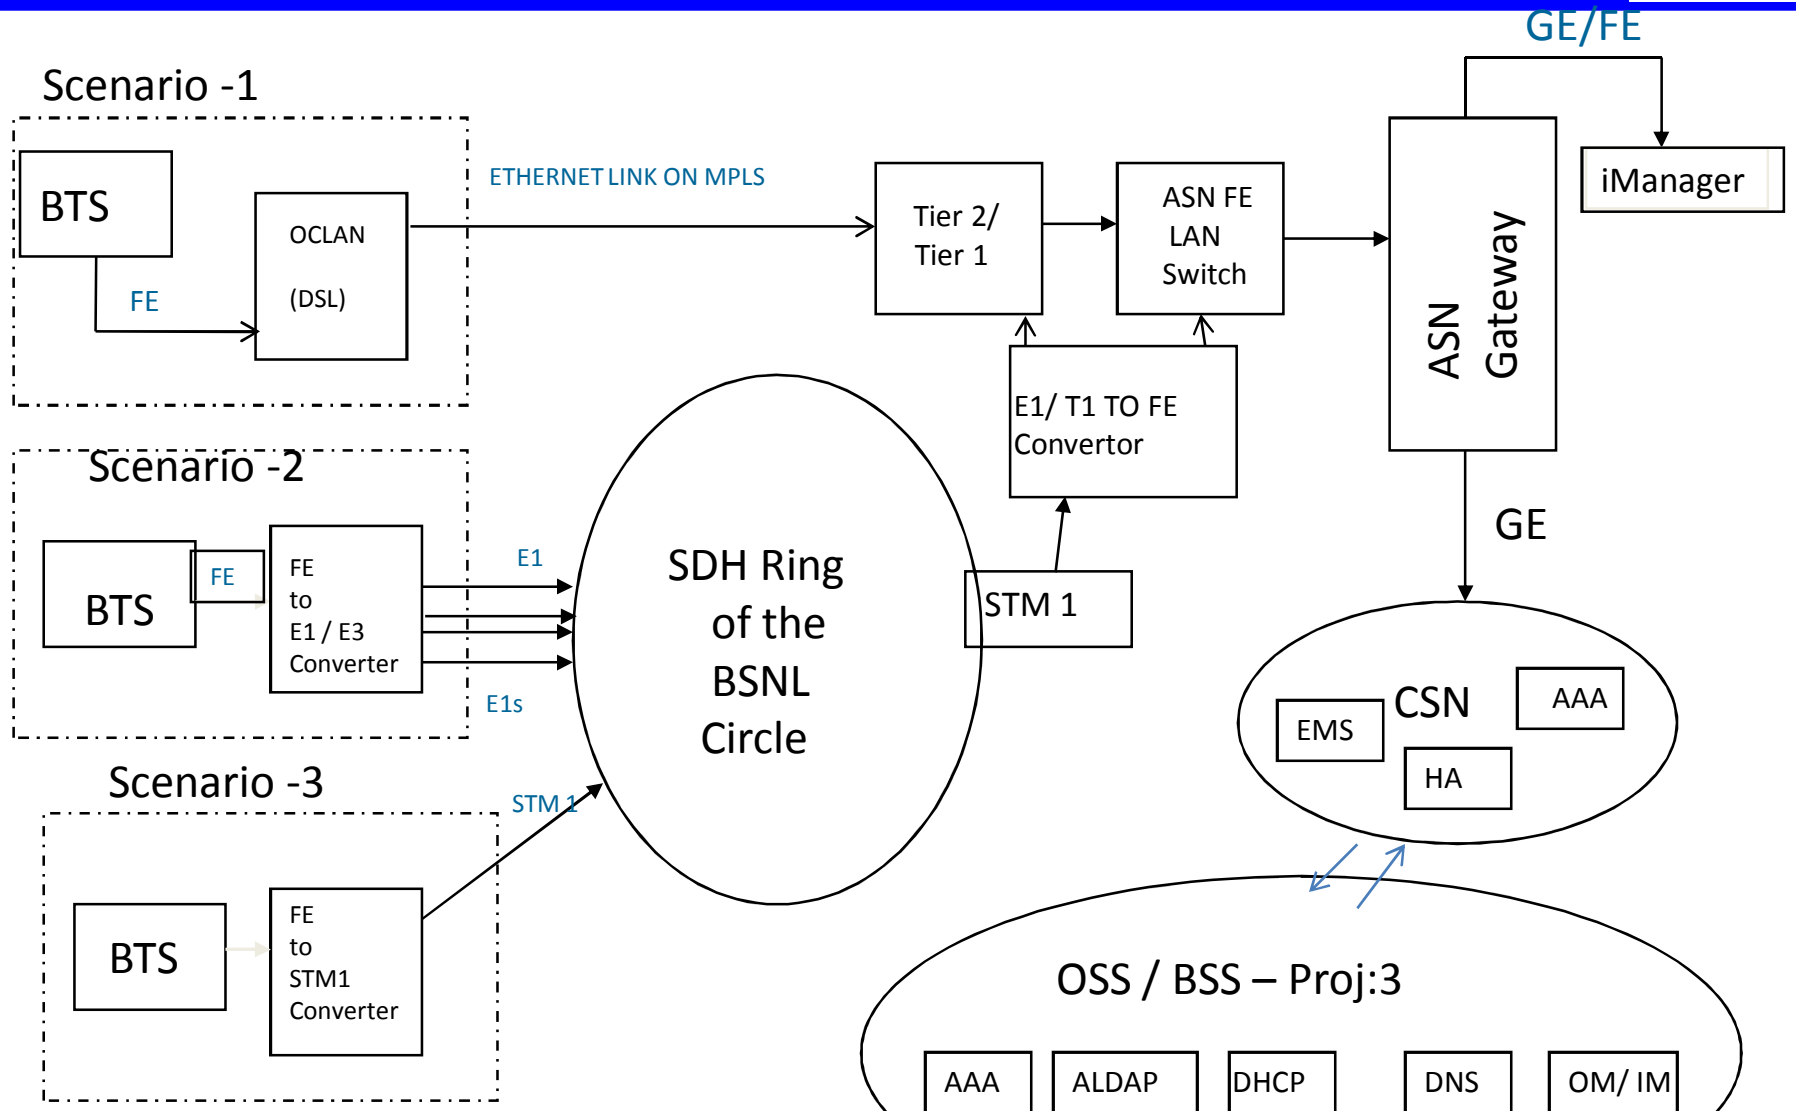 GE/FE
Scenario -1
BTS
FE
OCLAN
(DSL)
ETHERNET LINK ON MPLS
Tier 2/
Tier 1
ASN FE
LAN
Switch
ASN
Gateway
iManager
E1/ T1 TO FE
Convertor
Scenario -2
BTS
FE
FE
to
E1 / E3
Converter
E1
E1s
SDH Ring
of the
BSNL
Circle
STM 1
GE
CSN
EMS
AAA
HA
Scenario -3
BTS
FE
to
STM1
Converter
STM 1
OSS / BSS – Proj:3
AAA
ALDAP
DHCP
DNS
OM/ IM